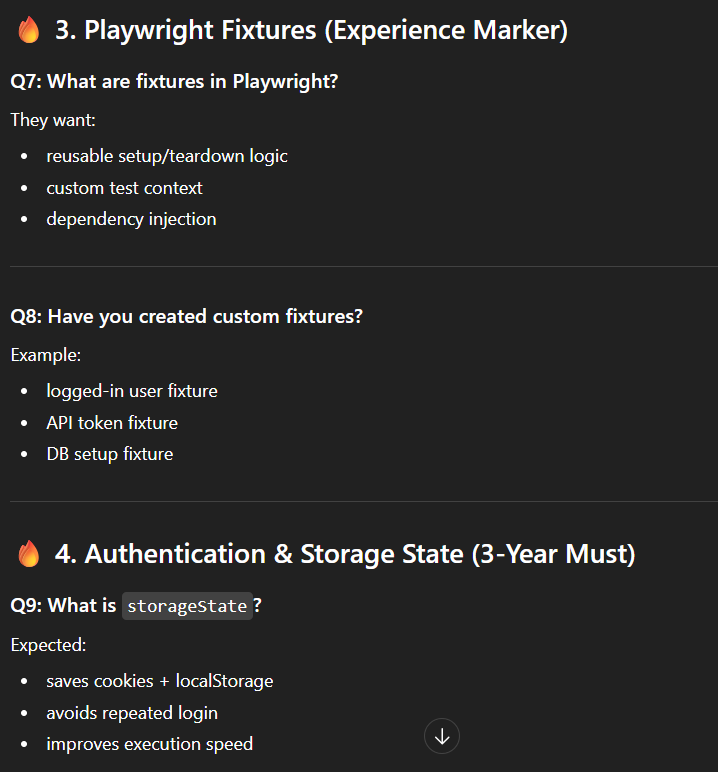 🔥 3. Playwright Fixtures (Experience Marker)
Q7: What are fixtures in Playwright?
They want:
• reusable setup/teardown logic
• custom test context
• dependency injection
Q8: Have you created custom fixtures?
Example:
• logged-in user fixture
• API token fixture
• DB setup fixture
🔥 4. Authentication & Storage State (3-Year Must)
Q9: What is storageState?
Expected:
• saves cookies + localStorage
• avoids repeated login
• improves execution speed